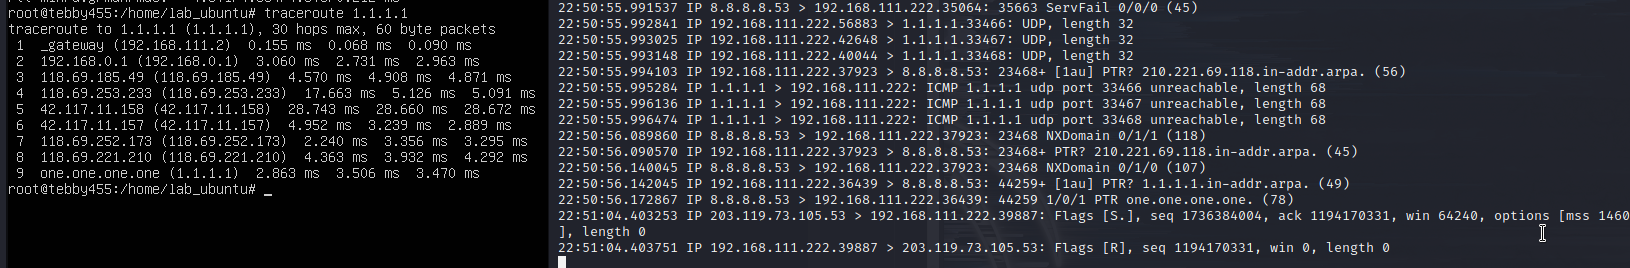 root@tebby455:/home/lab_ubuntu# traceroute 1.1.1.1
traceroute to 1.1.1.1 (1.1.1.1), 30 hops max, 60 byte packets
1 _gateway (192.168.111.2) 0.155 ms 0.068 ms 0.090 ms
2 192.168.0.1 (192.168.0.1) 3.060 ms 2.731 ms 2.963 ms
3 118.69.185.49 (118.69.185.49) 4.570 ms 4.908 ms 4.871 ms
4 118.69.253.233 (118.69.253.233) 17.663 ms 5.126 ms 5.091 ms
5 42.117.11.158 (42.117.11.158) 28.743 ms 28.660 ms 28.672 ms
6 42.117.11.157 (42.117.11.157) 4.952 ms 3.239 ms 2.889 ms
7 118.69.252.173 (118.69.252.173) 2.240 ms 3.356 ms 3.295 ms
8 118.69.221.210 (118.69.221.210) 4.363 ms 3.932 ms 4.292 ms
9 one.one.one.one (1.1.1.1) 2.863 ms 3.506 ms 3.470 ms
root@tebby455:/home/lab_ubuntu# _
22:50:55.991537 IP 8.8.8.8.53 > 192.168.111.222.35064: 35663 ServFail 0/0/0 (45)
22:50:55.992841 IP 192.168.111.222.56883 > 1.1.1.1.33466: UDP, length 32
22:50:55.993025 IP 192.168.111.222.42648 > 1.1.1.1.33467: UDP, length 32
22:50:55.993148 IP 192.168.111.222.40044 > 1.1.1.1.33468: UDP, length 32
22:50:55.994103 IP 192.168.111.222.37923 > 8.8.8.8.53: 23468+ [1au] PTR? 210.221.69.118.in-addr.arpa. (56)
22:50:55.995284 IP 1.1.1.1 > 192.168.111.222: ICMP 1.1.1.1 udp port 33466 unreachable, length 68
22:50:55.996136 IP 1.1.1.1 > 192.168.111.222: ICMP 1.1.1.1 udp port 33467 unreachable, length 68
22:50:55.996474 IP 1.1.1.1 > 192.168.111.222: ICMP 1.1.1.1 udp port 33468 unreachable, length 68
22:50:56.089860 IP 8.8.8.8.53 > 192.168.111.222.37923: 23468 NXDomain 0/1/1 (118)
22:50:56.090570 IP 192.168.111.222.37923 > 8.8.8.8.53: 23468+ PTR? 210.221.69.118.in-addr.arpa. (45)
22:50:56.140045 IP 8.8.8.8.53 > 192.168.111.222.37923: 23468 NXDomain 0/1/0 (107)
22:50:56.142045 IP 192.168.111.222.36439 > 8.8.8.8.53: 44259+ [1au] PTR? 1.1.1.1.in-addr.arpa. (49)
22:50:56.172867 IP 8.8.8.8.53 > 192.168.111.222.36439: 44259 1/0/1 PTR one.one.one.one. (78)
22:51:04.403253 IP 203.119.73.105.53 > 192.168.111.222.39887: Flags [S.], seq 1736384004, ack 1194170331, win 64240, options [mss 1460
], length 0
22:51:04.403751 IP 192.168.111.222.39887 > 203.119.73.105.53: Flags [R], seq 1194170331, win 0, length 0